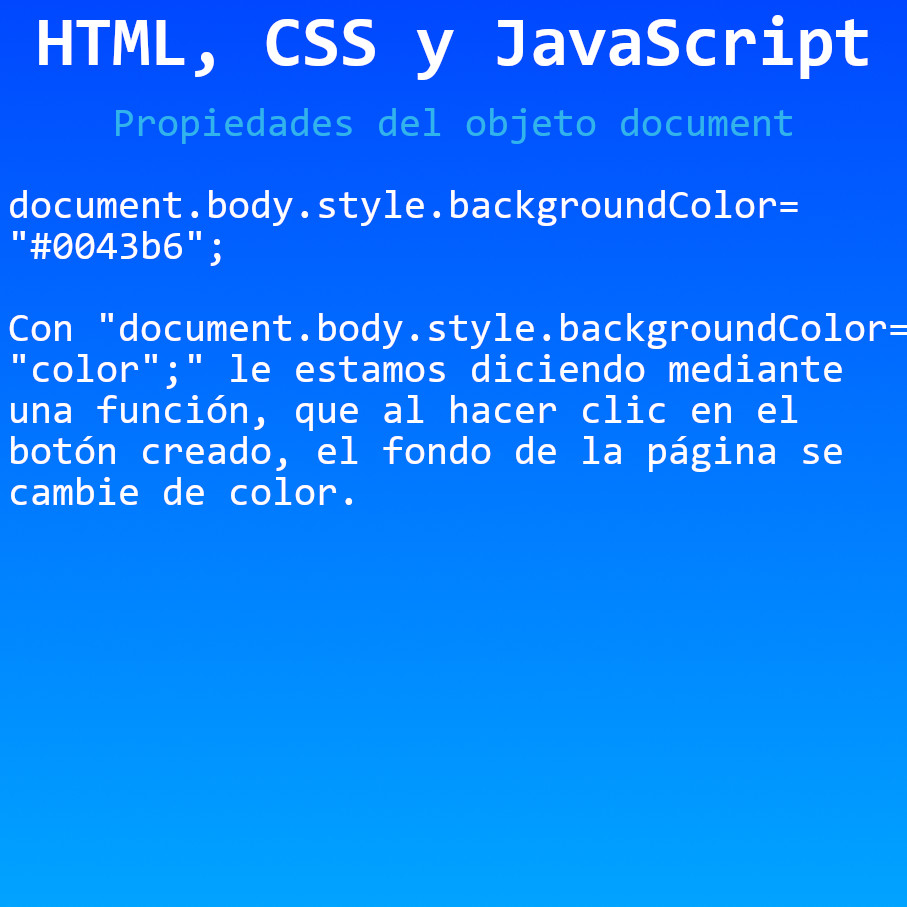 HTML, CSS y JavaScript
Propiedades del objeto document
document.body.style.backgroundColor=
"#0043b6";
Con "document.body.style.backgroundColor=
"color";" le estamos diciendo mediante
una función, que al hacer clic en el
botón creado, el fondo de la página se
cambie de color.